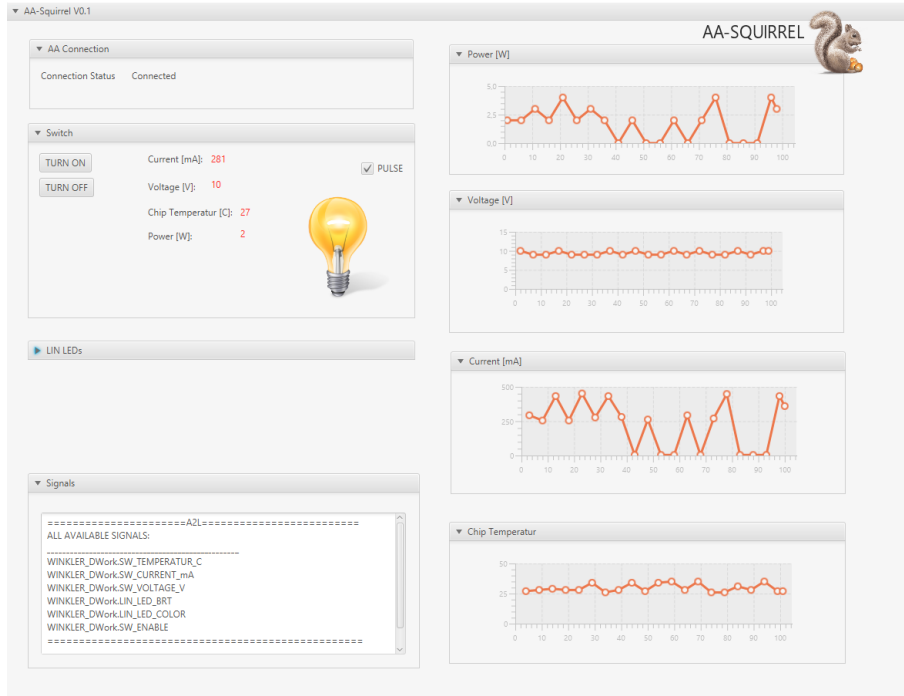 AA-Squirrel V0.1
AA-SQUIRREL
AA Connection
Connection Status Connected
Switch
TURN ON
TURN OFF
Current [mA]: 281
Voltage [V]: 10
Chip Temperatur [C]: 27
Power [W]: 2
PULSE
LIN LEDs
Signals
======================A2L=========================
ALL AVAILABLE SIGNALS:
________________________________________________
WINKLER_DWork.SW_TEMPERATUR_C
WINKLER_DWork.SW_CURRENT_mA
WINKLER_DWork.SW_VOLTAGE_V
WINKLER_DWork.LIN_LED_BRT
WINKLER_DWork.LIN_LED_COLOR
WINKLER_DWork.SW_ENABLE
==================================================
Power [W]
5.0
2.5
0.0
0 10 20 30 40 50 60 70 80 90 100
Voltage [V]
15
10
5
0
0 10 20 30 40 50 60 70 80 90 100
Current [mA]
500
250
0
0 10 20 30 40 50 60 70 80 90 100
Chip Temperatur
50
25
0
0 10 20 30 40 50 60 70 80 90 100